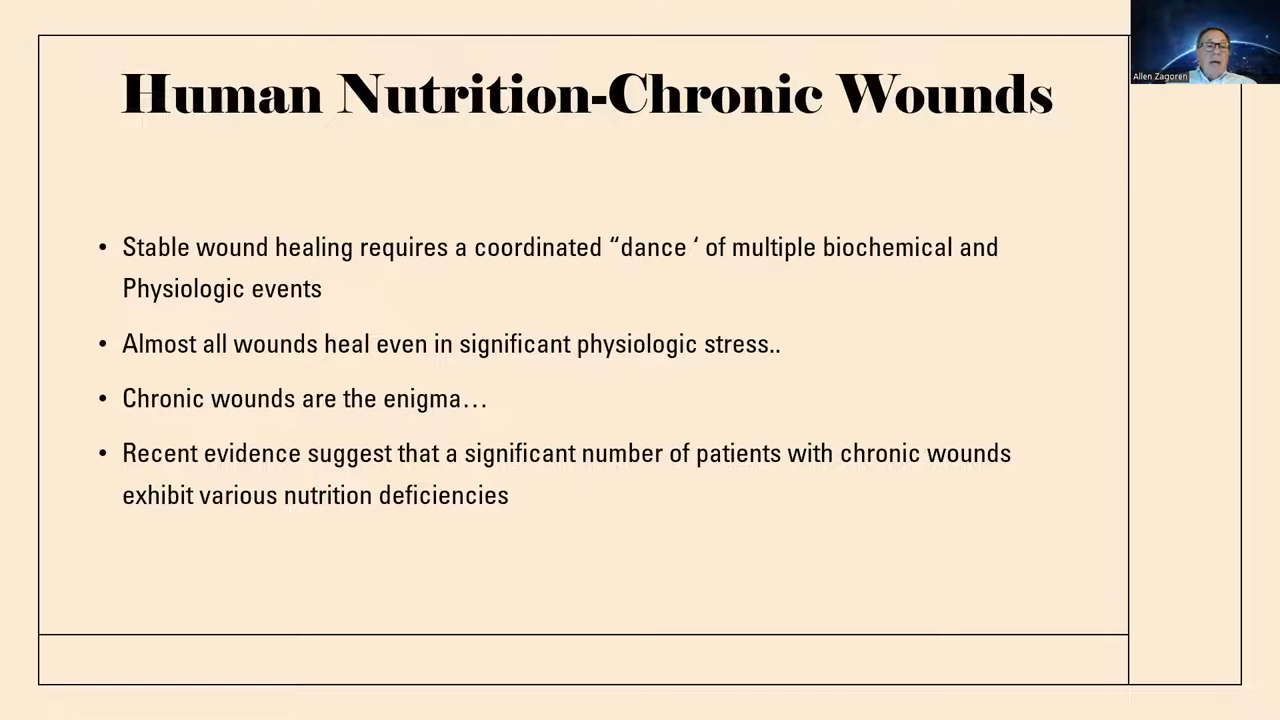 Human Nutrition-Chronic Wounds
Allen Zagoren
• Stable wound healing requires a coordinated “dance ‘ of multiple biochemical and
Physiologic events
• Almost all wounds heal even in significant physiologic stress..
• Chronic wounds are the enigma…
• Recent evidence suggest that a significant number of patients with chronic wounds
exhibit various nutrition deficiencies